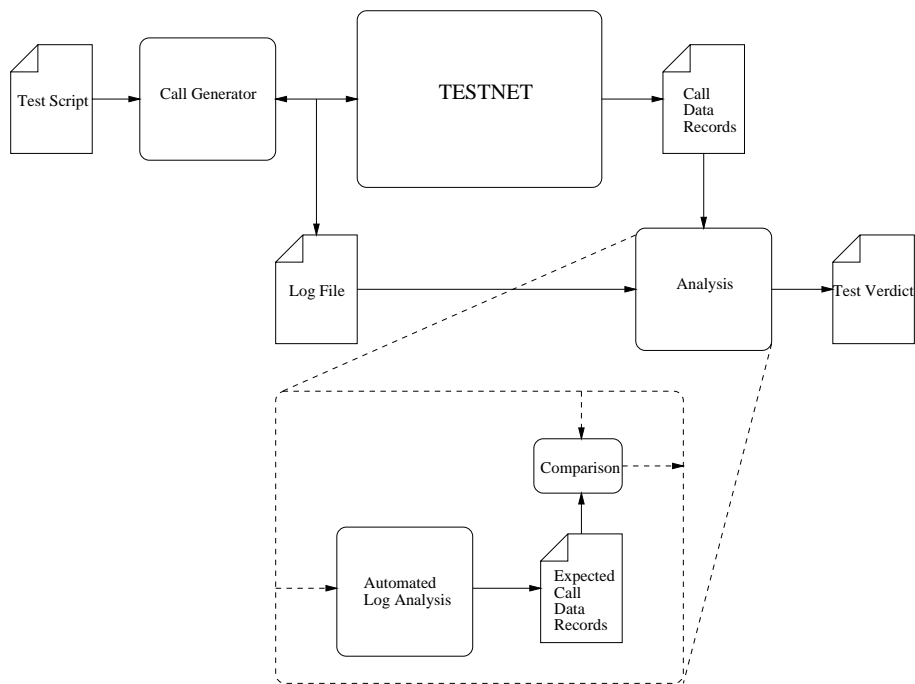 Test Script
Call Generator
TESTNET
Call
Data
Records
Log File
Analysis
Test Verdict
Comparison
Automated
Log Analysis
Expected
Call
Data
Records